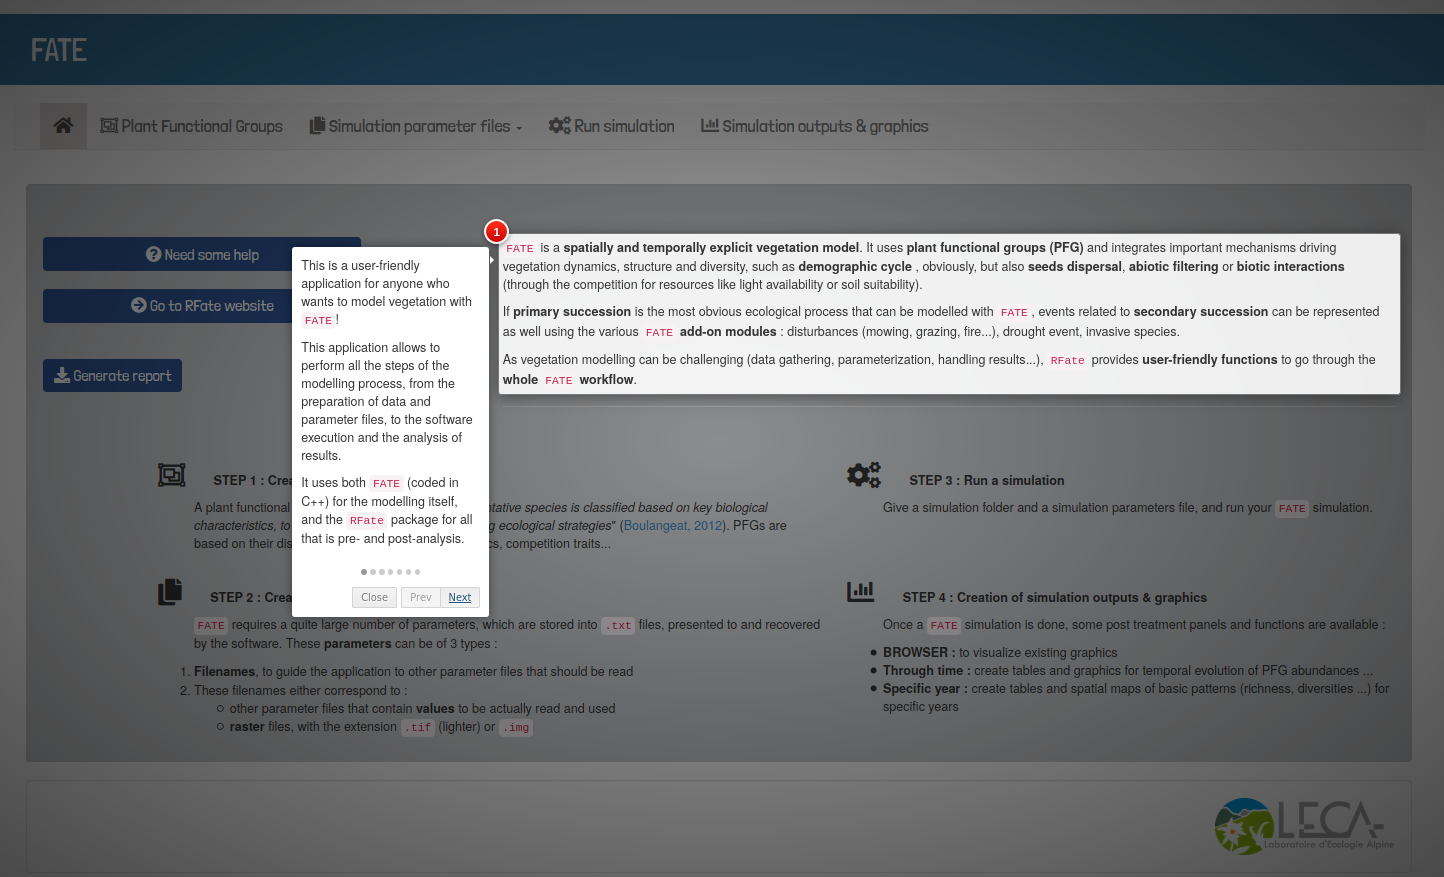 FATE
Plant Functional Groups
Simulation parameter files
Run simulation
Simulation outputs & graphics
Need some help
Go to RFate website
Generate report
1
This is a user-friendly
application for anyone who
wants to model vegetation with
FATE !
This application allows to
perform all the steps of the
modelling process, from the
preparation of data and
parameter files, to the software
execution and the analysis of
results.
It uses both FATE (coded in
C++) for the modelling itself,
and the RFate package for all
that is pre- and post-analysis.
Close
Prev
Next
FATE is a spatially and temporally explicit vegetation model. It uses plant functional groups (PFG) and integrates important mechanisms driving
vegetation dynamics, structure and diversity, such as demographic cycle , obviously, but also seeds dispersal, abiotic filtering or biotic interactions
(through the competition for resources like light availability or soil suitability).
If primary succession is the most obvious ecological process that can be modelled with FATE , events related to secondary succession can be represented
as well using the various FATE add-on modules : disturbances (mowing, grazing, fire...), drought event, invasive species.
As vegetation modelling can be challenging (data gathering, parameterization, handling results...), RFate provides user-friendly functions to go through the
whole FATE workflow.
STEP 1 : Crea
A plant functional
ntative species is classified based on key biological
characteristics, to
g ecological strategies" (Boulangeat, 2012). PFGs are
based on their dis
cs, competition traits...
STEP 2 : Crea
FATE requires a quite large number of parameters, which are stored into .txt files, presented to and recovered
by the software. These parameters can be of 3 types :
1. Filenames, to guide the application to other parameter files that should be read
2. These filenames either correspond to :
other parameter files that contain values to be actually read and used
raster files, with the extension .tif (lighter) or .img
STEP 3 : Run a simulation
Give a simulation folder and a simulation parameters file, and run your FATE simulation.
STEP 4 : Creation of simulation outputs & graphics
Once a FATE simulation is done, some post treatment panels and functions are available :
BROWSER : to visualize existing graphics
Through time : create tables and graphics for temporal evolution of PFG abundances ...
Specific year : create tables and spatial maps of basic patterns (richness, diversities ...) for
specific years
LECA
Laboratoire d'Ecologie Alpine